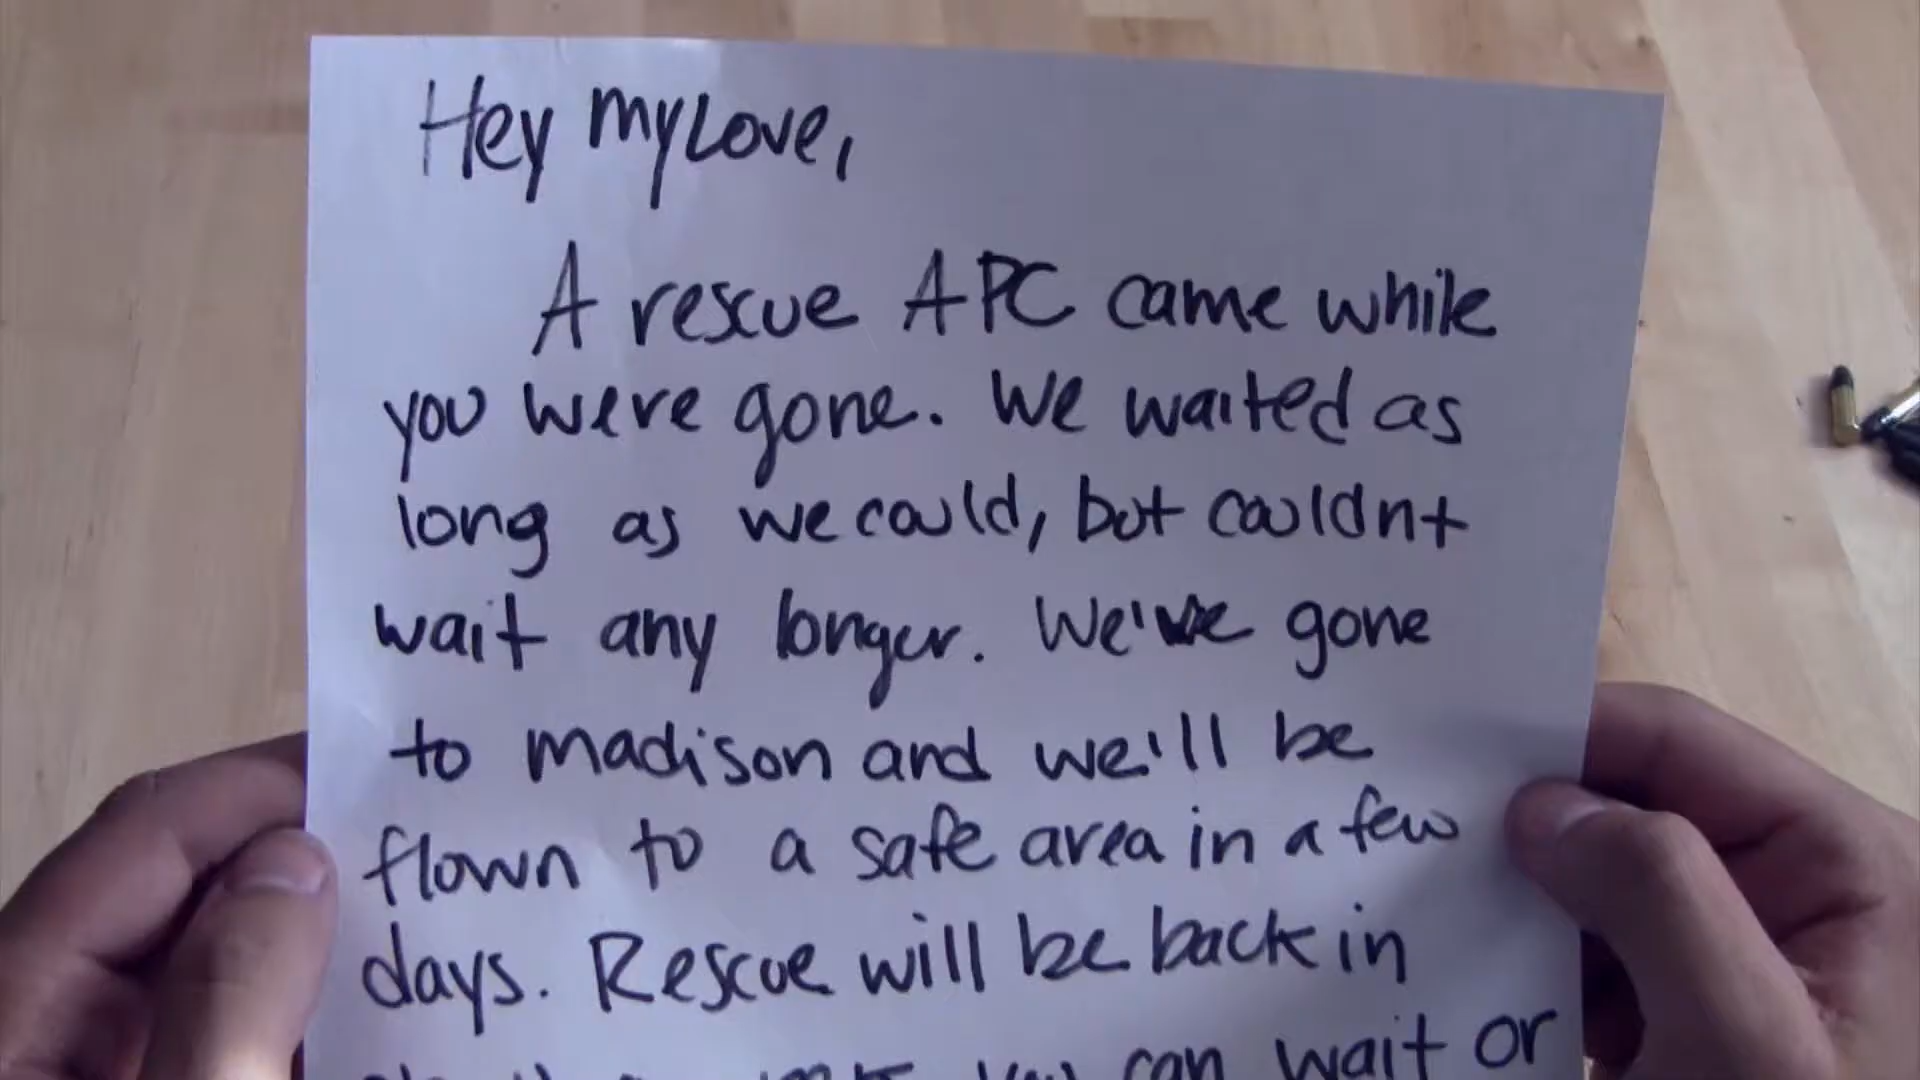 Hey my Love,
A rescue APC came while
you were gone. We waited as
long as we could, but couldnt
wait any longer. We've gone
to madison and we'll be
flown to a safe area in a few
days. Rescue will be back in
you can wait or